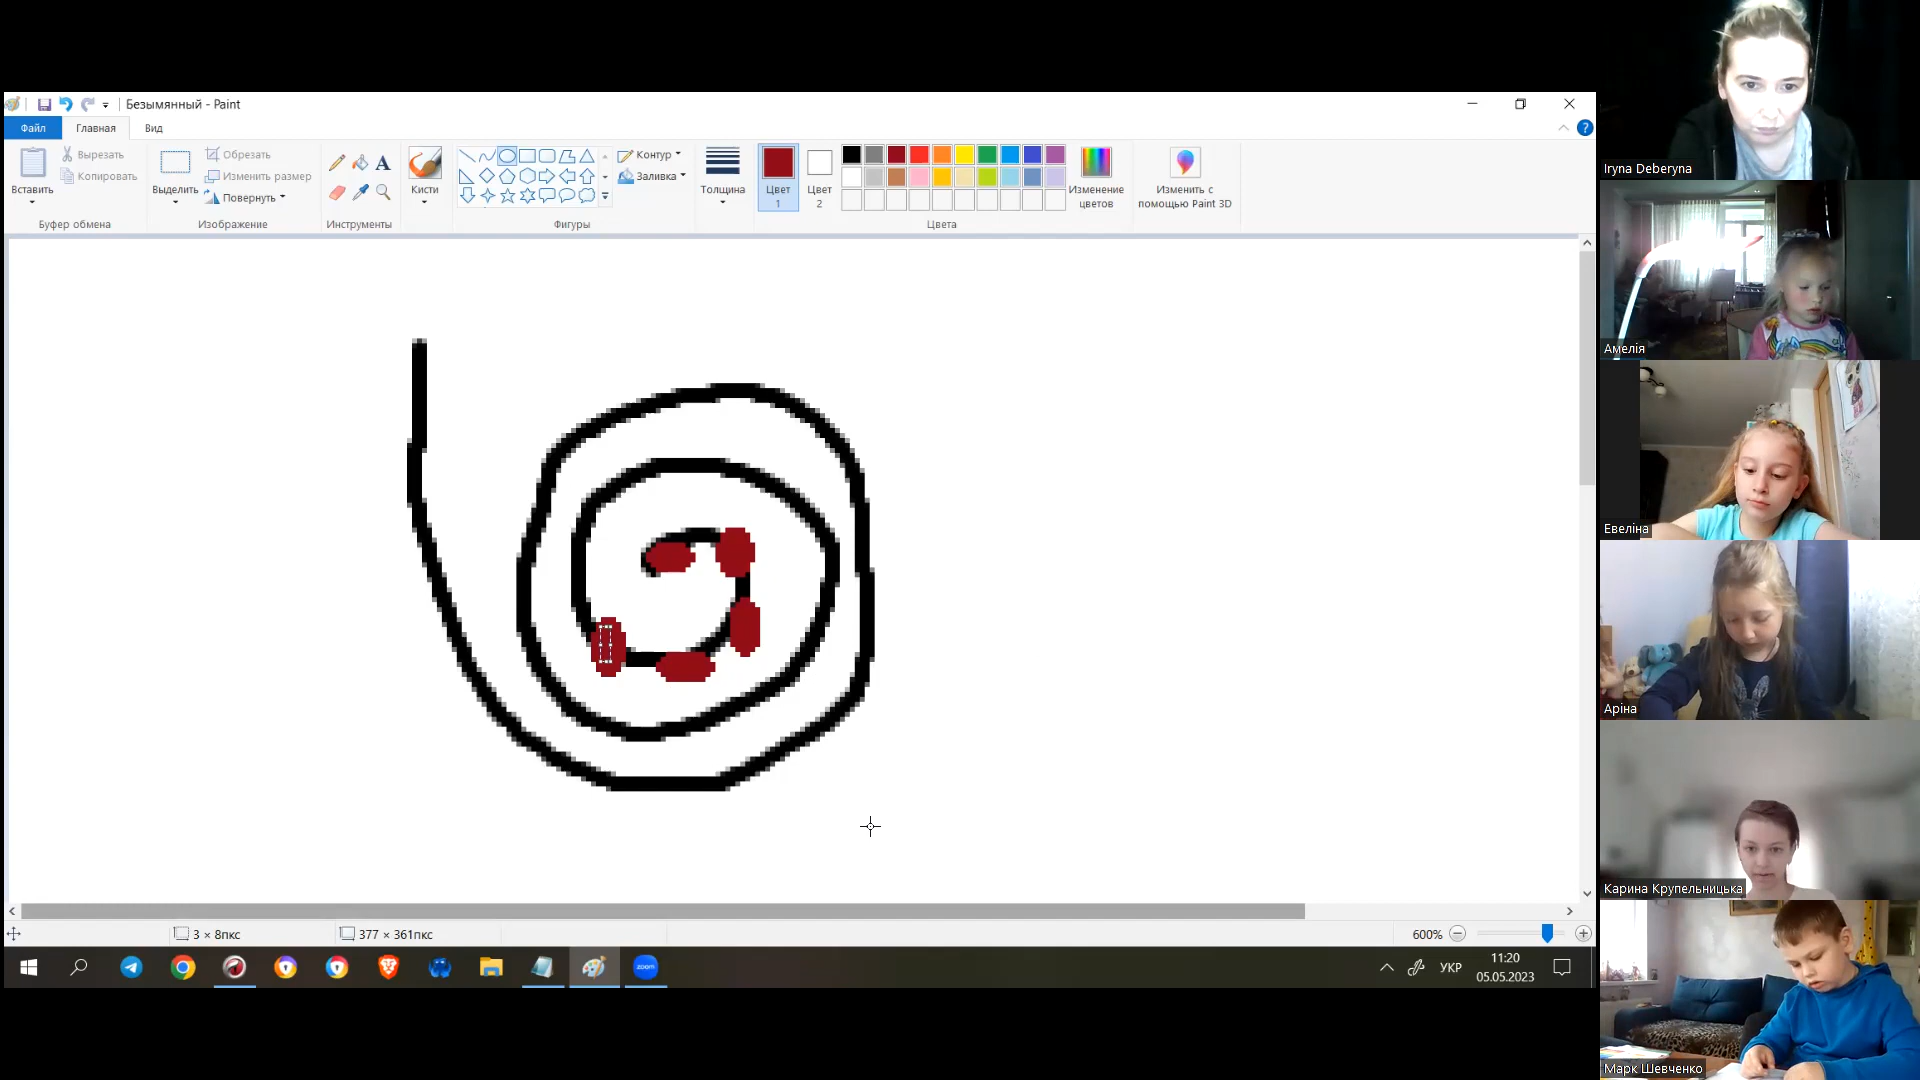 Безымянный - Paint
Файл
Главная
Вид
Вставить
Вырезать
Копировать
Буфер обмена
Выделить
Обрезать
Изменить размер
Повернуть
Изображение
A
Инструменты
Кисти
Контур
Заливка
Фигуры
Толщина
Цвет 1
Цвет 2
Изменение цветов
Цвета
Изменить с помощью Paint 3D
?
3 × 8пкс
377 × 361пкс
600%
zoom
УКР
11:20
05.05.2023
Iryna Deberyna
Амелія
Евеліна
Аріна
Карина Крупельницька
Марк Шевченко